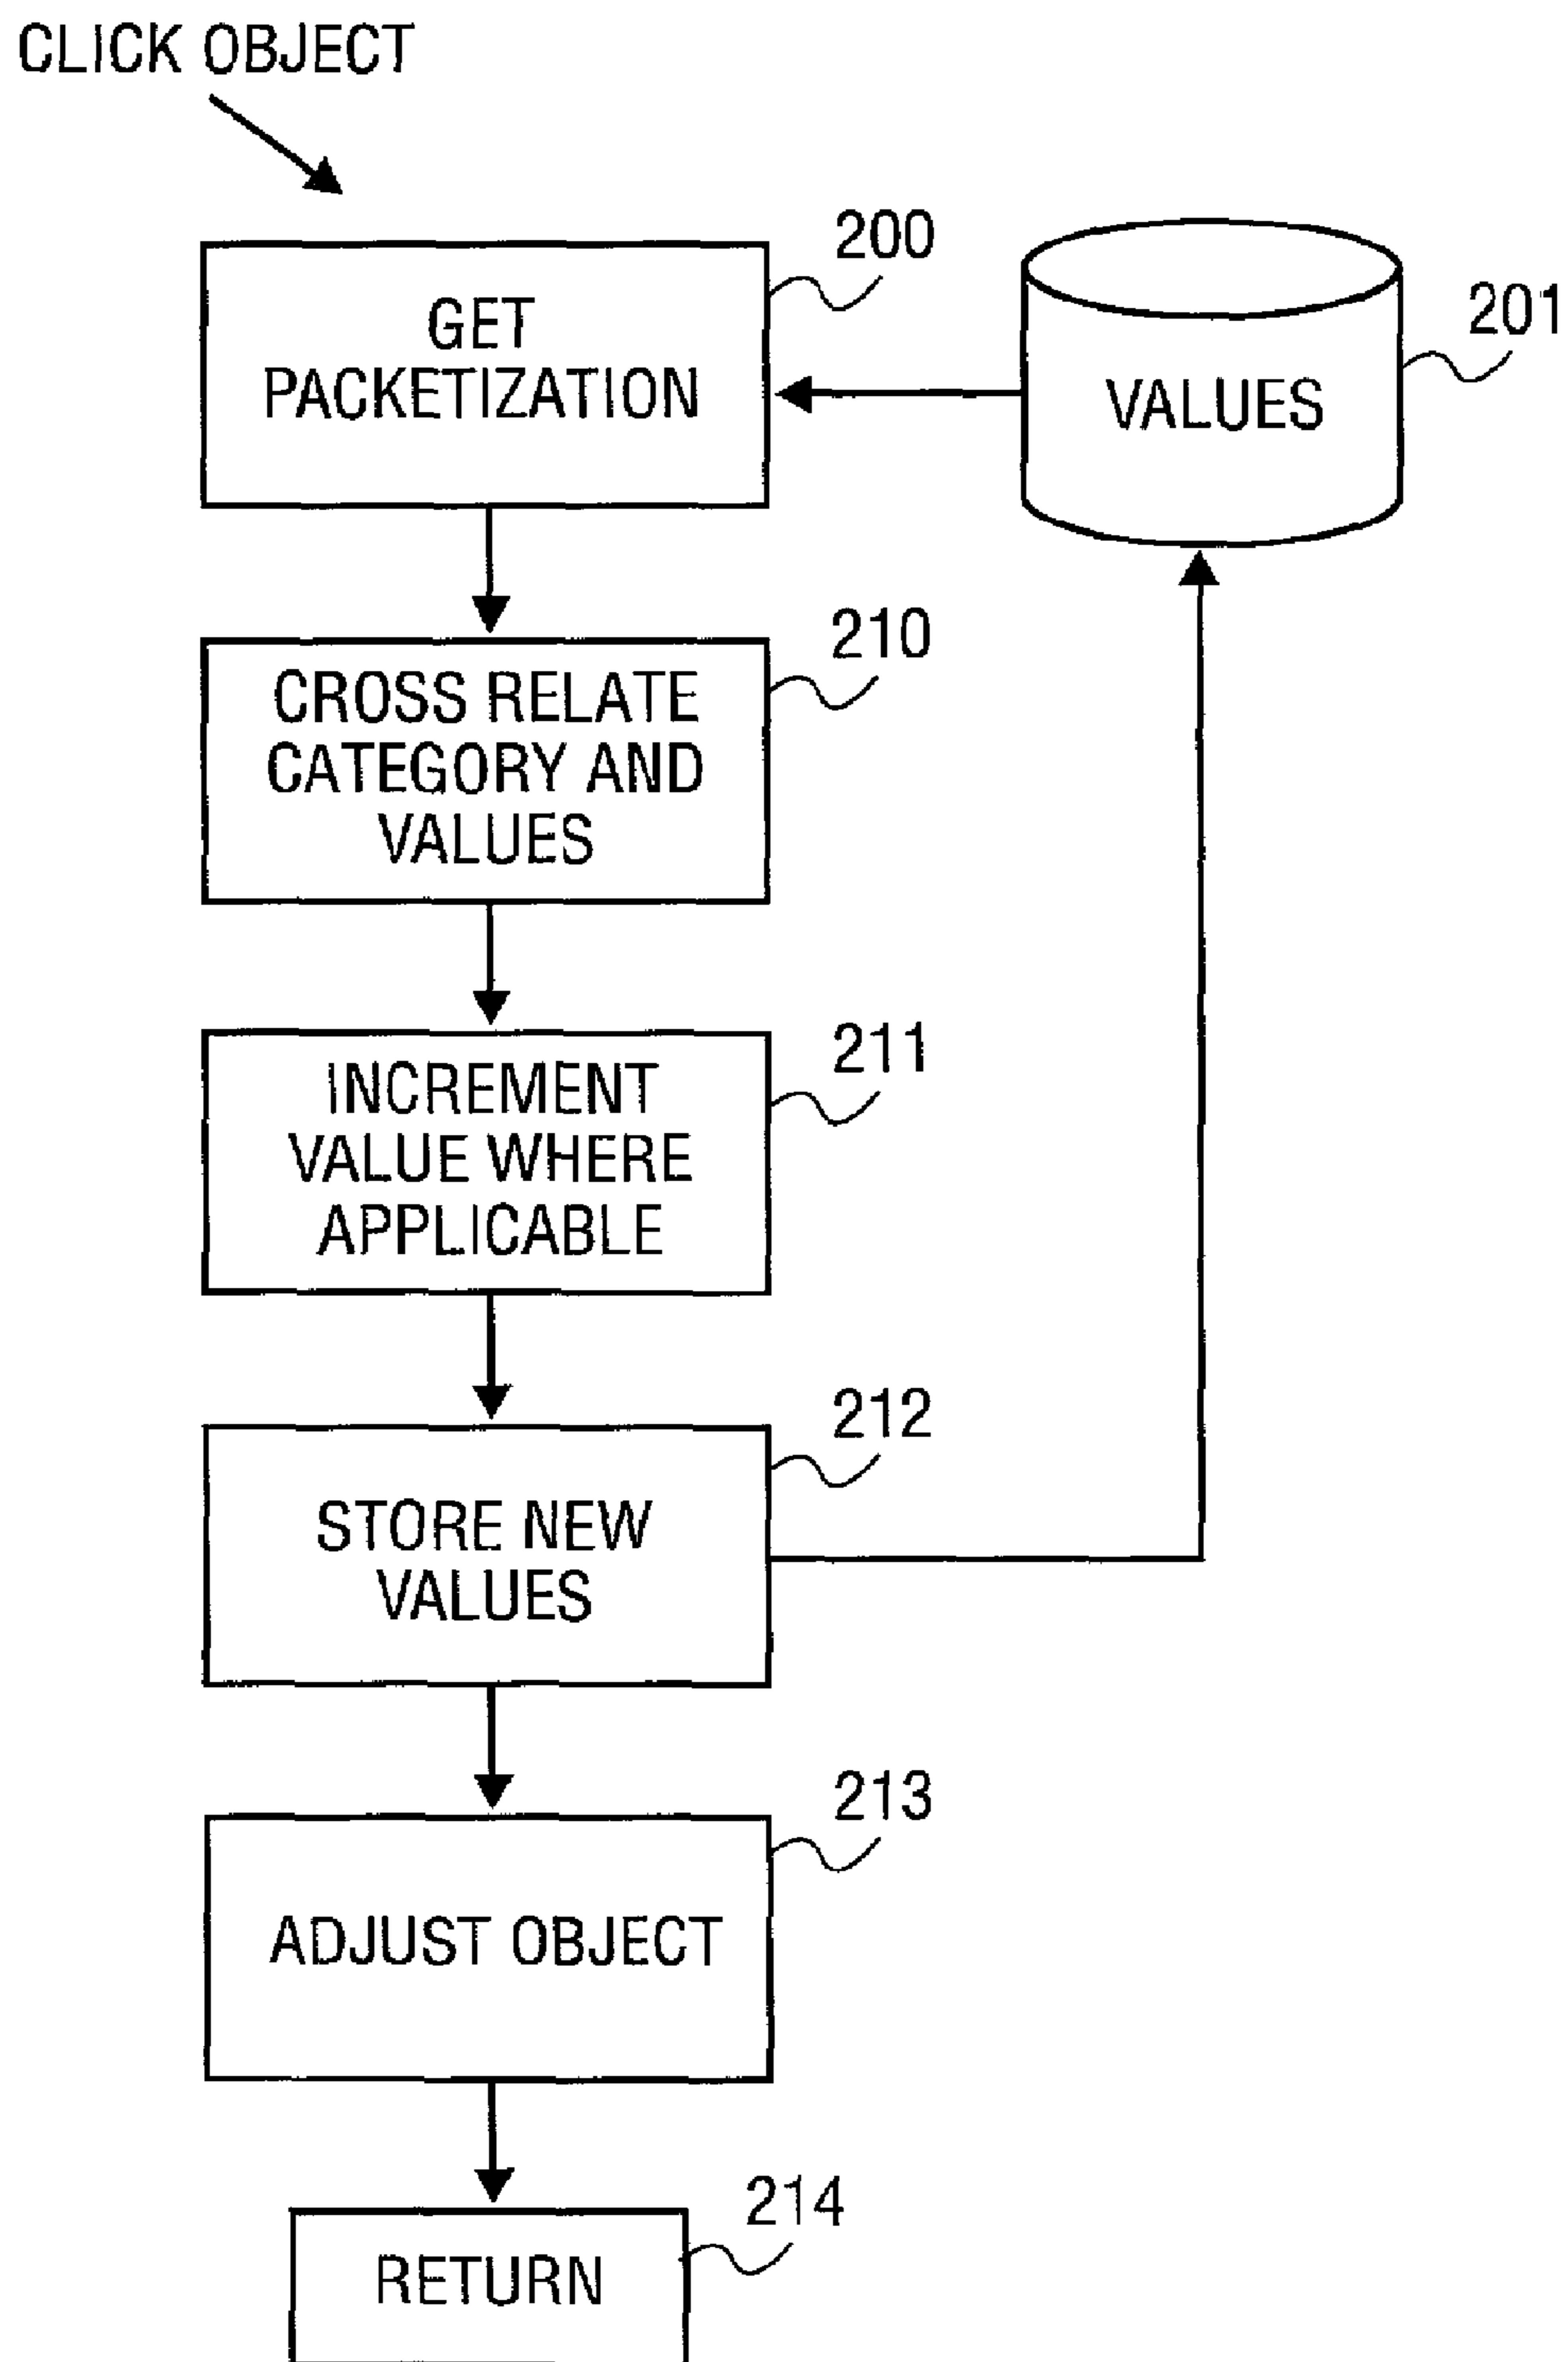 CLICK OBJECT
200
GET
PACKETIZATION
201
VALUES
210
CROSS RELATE
CATEGORY AND
VALUES
211
INCREMENT
VALUE WHERE
APPLICABLE
212
STORE NEW
VALUES
213
ADJUST OBJECT
214
RETURN